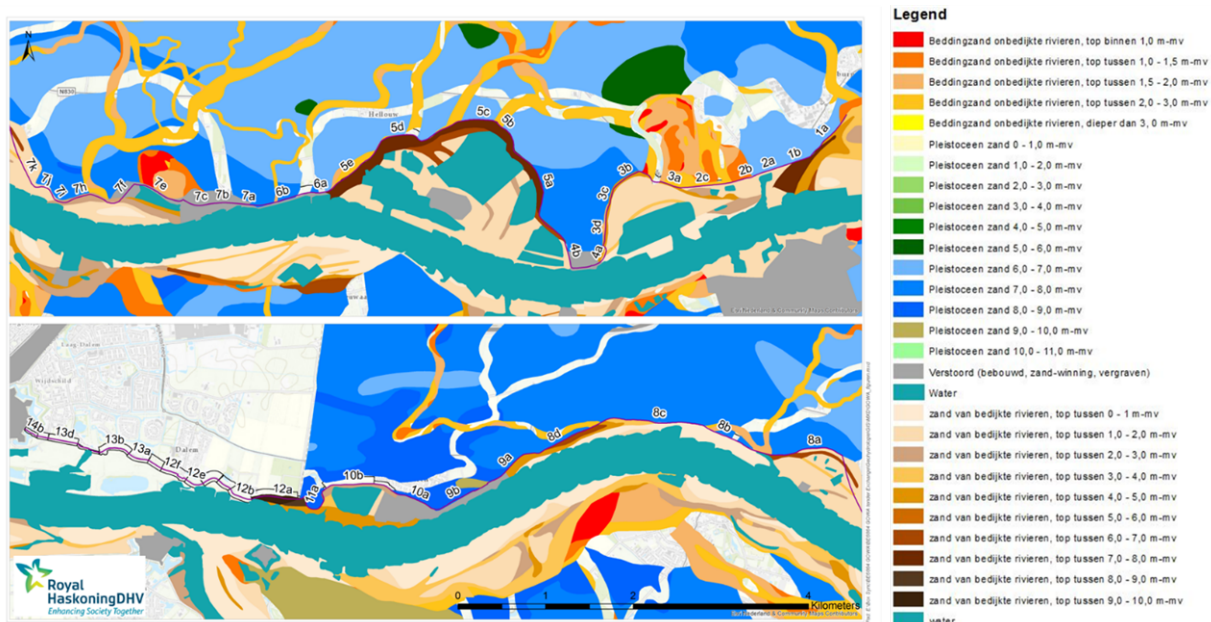 N
N830
Hellouw
burg
7k
7j
7i
7h
7f
7e
7c
7b
7a
6b
6a
5e
5d
5c
5b
5a
4b
4a
3d
3c
3b
3a
2c
2b
2a
1b
1a
Esri Nederland & Community Maps Contributors
Laag Dalem
Wijdschild
Dalem
14b
13d
13b
13a
12f
12e
12b
12a
11a
10b
10a
9b
9a
8d
8c
8b
8a
Royal
HaskoningDHV
Enhancing Society Together
0 1 2 4
Kilometers
Esri Nederland & Community Maps Contributors
Legend
Beddingzand onbedijkte rivieren, top binnen 1,0 m-mv
Beddingzand onbedijkte rivieren, top tussen 1,0 - 1,5 m-mv
Beddingzand onbedijkte rivieren, top tussen 1,5 - 2,0 m-mv
Beddingzand onbedijkte rivieren, top tussen 2,0 - 3,0 m-mv
Beddingzand onbedijkte rivieren, dieper dan 3,0 m-mv
Pleistoceen zand 0 - 1,0 m-mv
Pleistoceen zand 1,0 - 2,0 m-mv
Pleistoceen zand 2,0 - 3,0 m-mv
Pleistoceen zand 3,0 - 4,0 m-mv
Pleistoceen zand 4,0 - 5,0 m-mv
Pleistoceen zand 5,0 - 6,0 m-mv
Pleistoceen zand 6,0 - 7,0 m-mv
Pleistoceen zand 7,0 - 8,0 m-mv
Pleistoceen zand 8,0 - 9,0 m-mv
Pleistoceen zand 9,0 - 10,0 m-mv
Pleistoceen zand 10,0 - 11,0 m-mv
Verstoord (bebouwd, zand-winning, vergraven)
Water
zand van bedijkte rivieren, top tussen 0 - 1 m-mv
zand van bedijkte rivieren, top tussen 1,0 - 2,0 m-mv
zand van bedijkte rivieren, top tussen 2,0 - 3,0 m-mv
zand van bedijkte rivieren, top tussen 3,0 - 4,0 m-mv
zand van bedijkte rivieren, top tussen 4,0 - 5,0 m-mv
zand van bedijkte rivieren, top tussen 5,0 - 6,0 m-mv
zand van bedijkte rivieren, top tussen 6,0 - 7,0 m-mv
zand van bedijkte rivieren, top tussen 7,0 - 8,0 m-mv
zand van bedijkte rivieren, top tussen 8,0 - 9,0 m-mv
zand van bedijkte rivieren, top tussen 9,0 - 10,0 m-mv
water